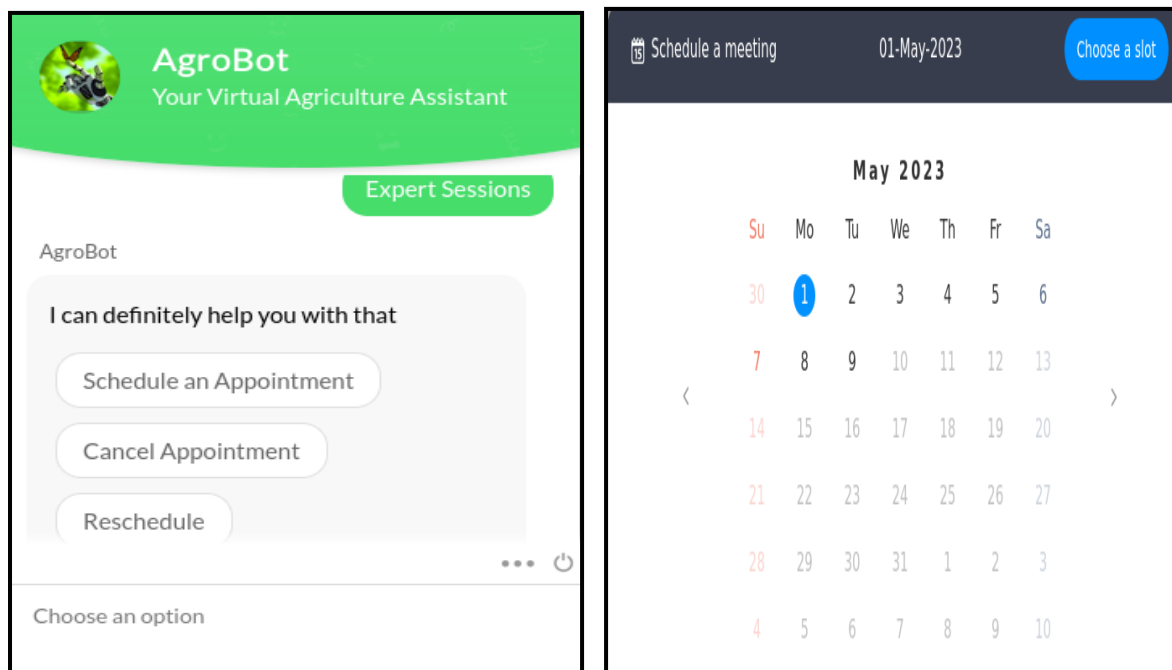 AgroBot
Your Virtual Agriculture Assistant
Expert Sessions
AgroBot
I can definitely help you with that
Schedule an Appointment
Cancel Appointment
Reschedule
Choose an option
15 Schedule a meeting 01-May-2023 Choose a slot
May 2023
Su Mo Tu We Th Fr Sa
30 1 2 3 4 5 6
7 8 9 10 11 12 13
14 15 16 17 18 19 20
21 22 23 24 25 26 27
28 29 30 31 1 2 3
4 5 6 7 8 9 10